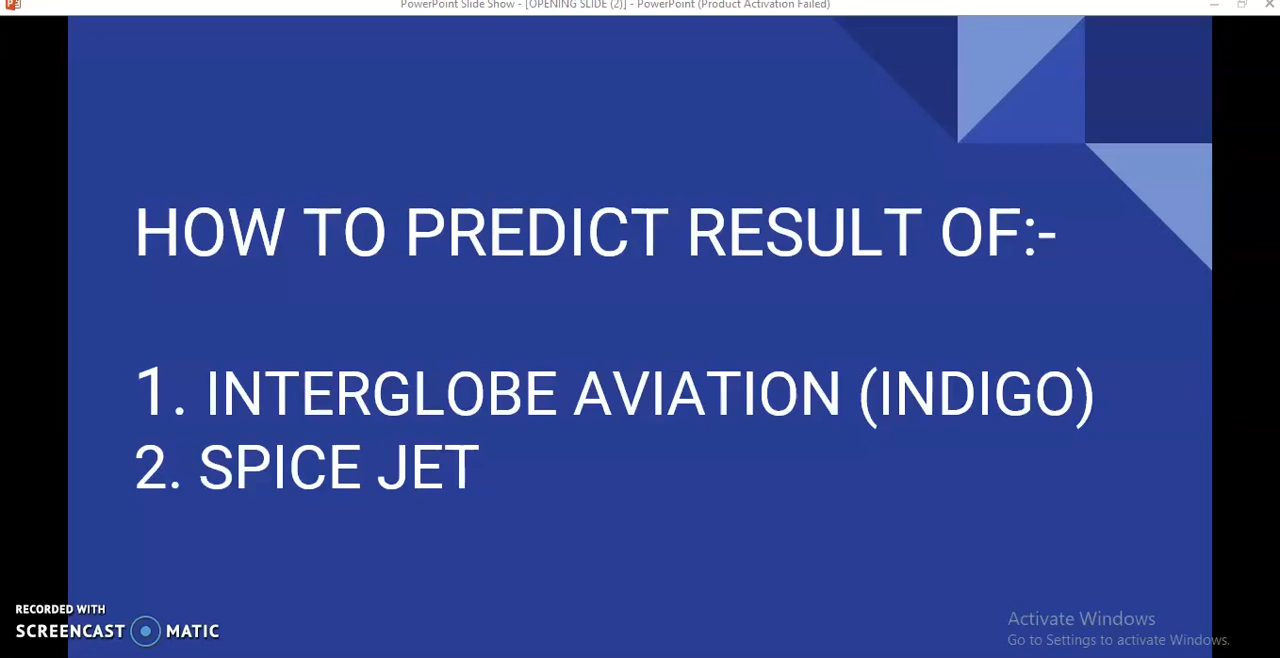 PowerPoint Slide Show - [OPENING SLIDE (2)] - PowerPoint (Product Activation Failed)
HOW TO PREDICT RESULT OF:-
1. INTERGLOBE AVIATION (INDIGO)
2. SPICE JET
RECORDED WITH
SCREENCAST MATIC
Activate Windows
Go to Settings to activate Windows.